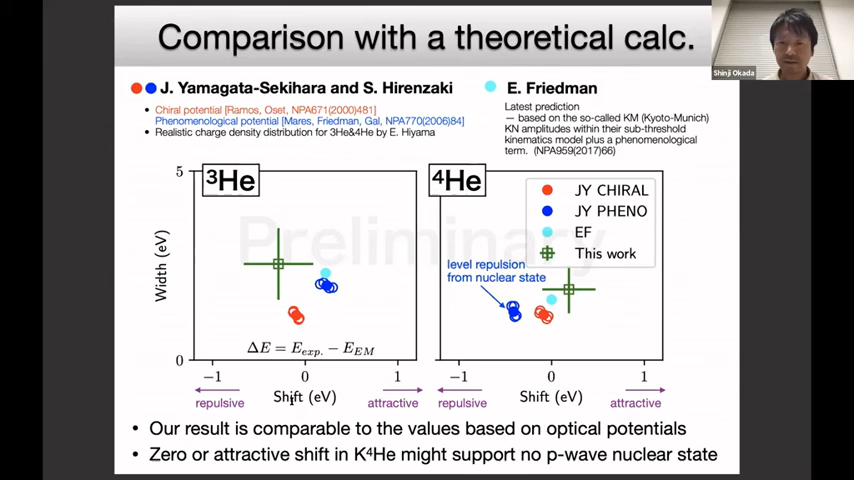 Comparison with a theoretical calc.
Shinji Okada
J. Yamagata-Sekihara and S. Hirenzaki
• Chiral potential [Ramos, Oset, NPA671(2000)481]
Phenomenological potential [Mares, Friedman, Gal, NPA770(2006)84]
• Realistic charge density distribution for 3He&4He by E. Hiyama
E. Friedman
Latest prediction
— based on the so-called KM (Kyoto-Munich)
KN amplitudes within their sub-threshold
kinematics model plus a phenomenological
term. (NPA959(2017)66)
Preliminary
5
³He
Width (eV)
0
ΔE = E_exp. − E_EM
−1 0 1
Shift (eV)
repulsive attractive
⁴He
JY CHIRAL
JY PHENO
EF
This work
level repulsion
from nuclear state
−1 0 1
Shift (eV)
repulsive attractive
• Our result is comparable to the values based on optical potentials
• Zero or attractive shift in K⁴He might support no p-wave nuclear state